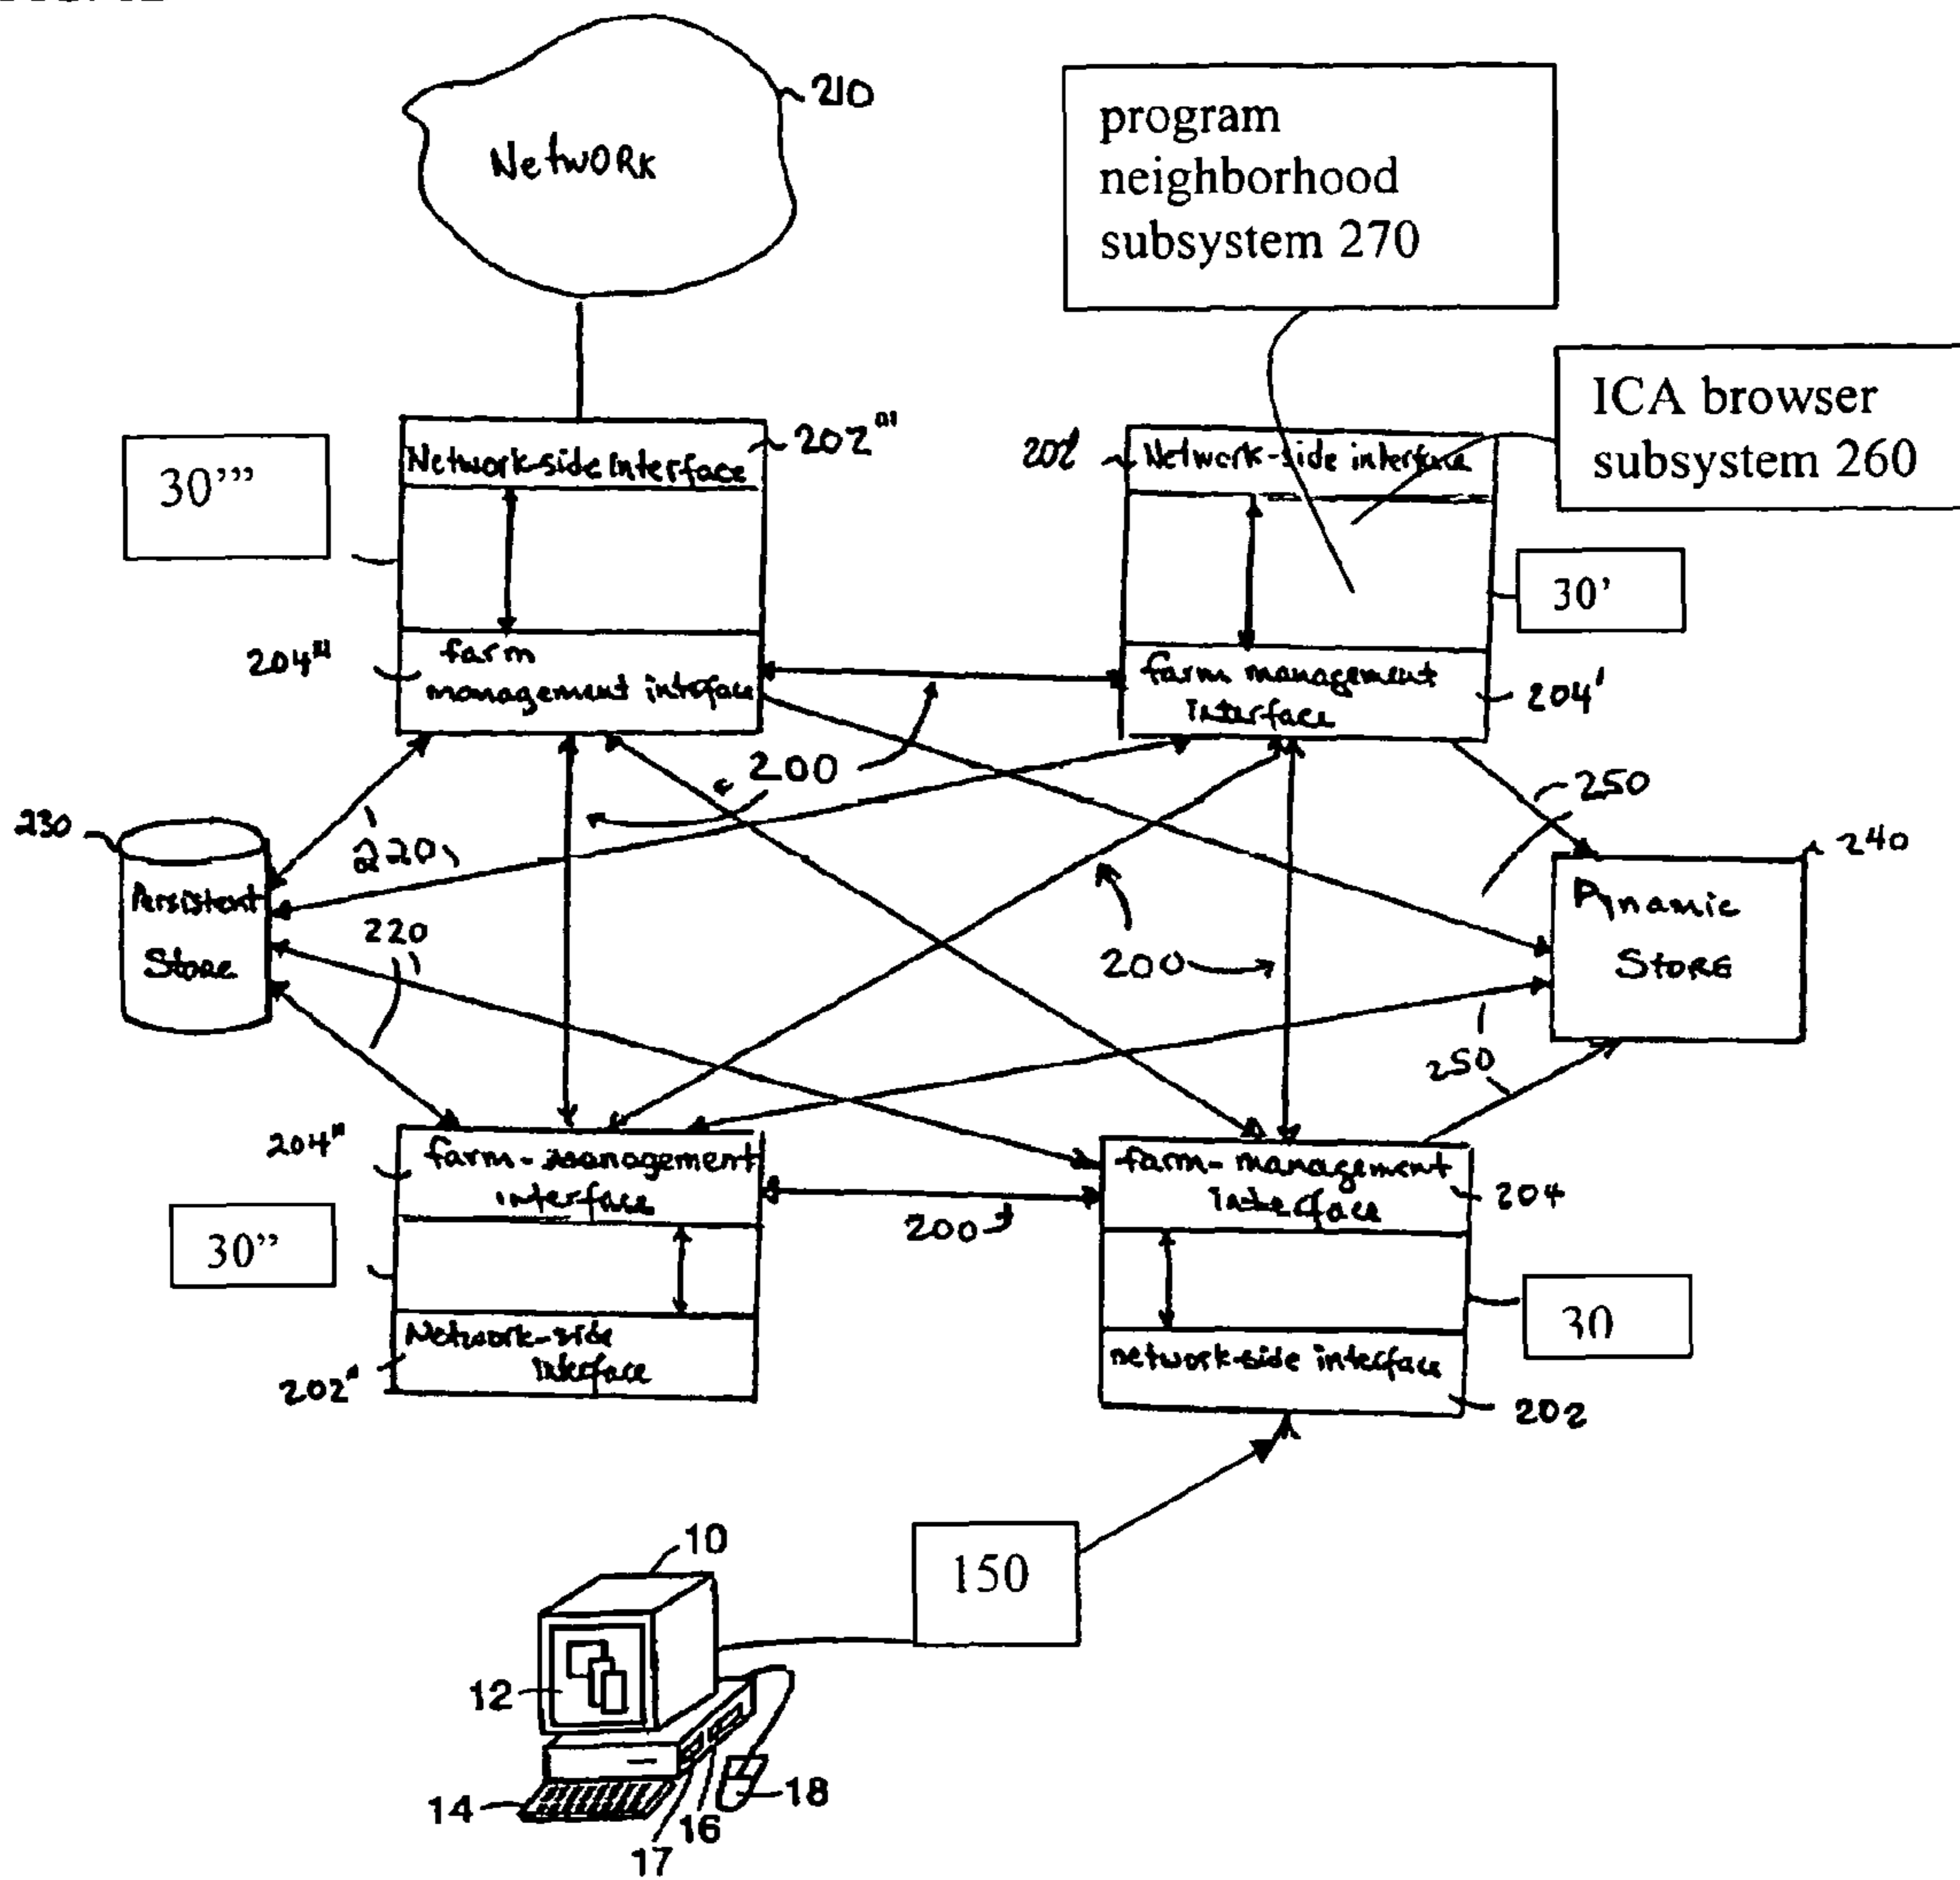 210
Network
program
neighborhood
subsystem 270
ICA browser
subsystem 260
30'''
Network-side Interface
202'''
202'
Network-side interface
30'
204'''
farm
management interface
farm management
Interface
204'
200
250
230
220
240
Persistent
Store
Dynamic
STORE
220
200
250
204"
farm-management
interface
farm-management
Interface
204
200
30”
30
Network-side
Interface
202"
network-side interface
202
10
150
12
14
18
16
17